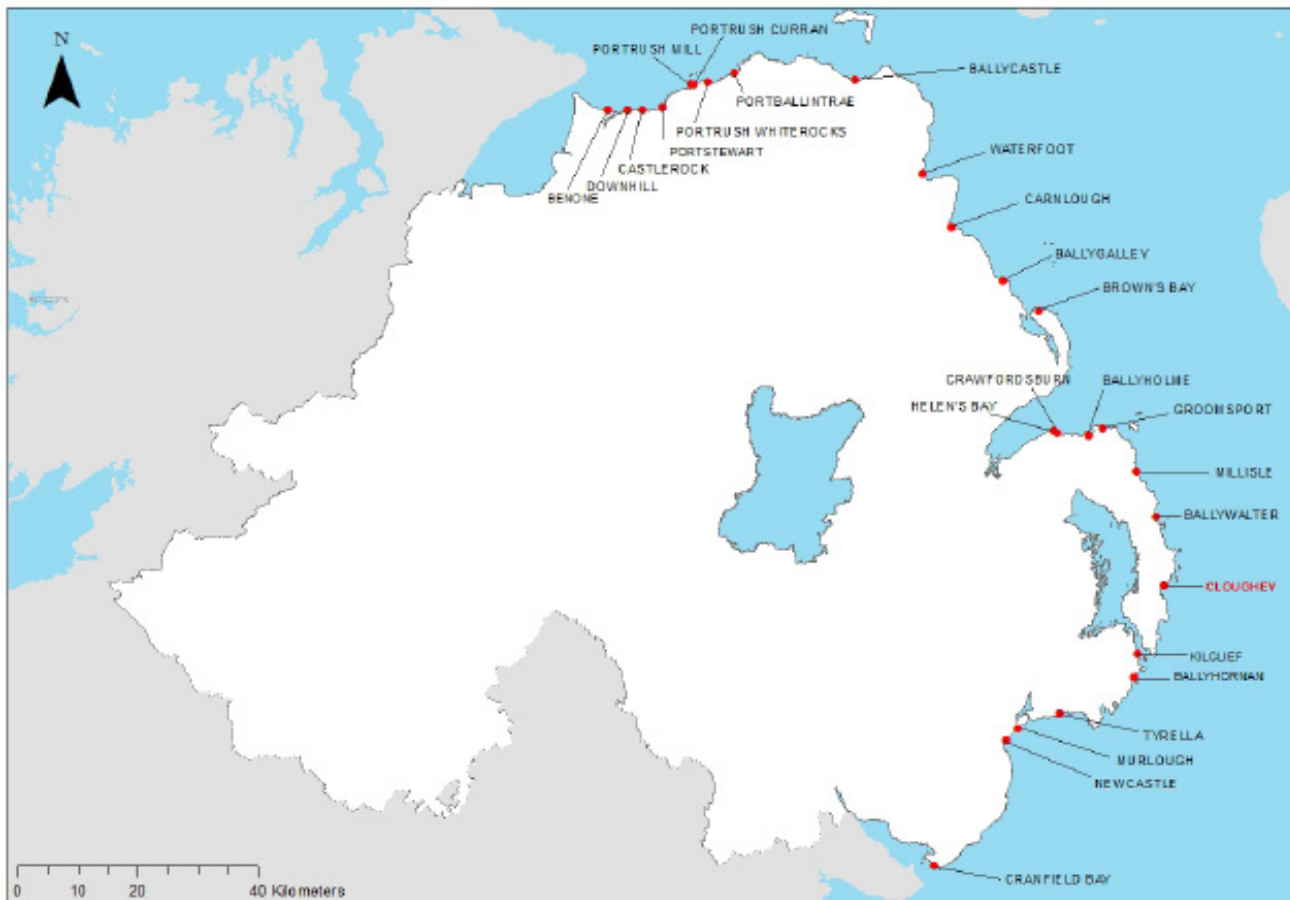 N
PORTRUSH CURRAN
PORTRUSH MILL
BALLYCASTLE
PORTBALLINTRAE
PORTRUSH WHITEROCKS
PORTSTEWART
CASTLEROCK
DOWNHILL
BENONE
WATERFOOT
CARNLOUGH
BALLYGALLEY
BROWN'S BAY
CRAWFORDSBURN
BALLYHOLME
HELEN'S BAY
GROOMSPORT
MILLISLE
BALLYWALTER
CLOUGHEY
KILCLIEF
BALLYHORNAN
TYRELLA
MURLOUGH
NEWCASTLE
CRANFIELD BAY
0 10 20 40 Kilometers